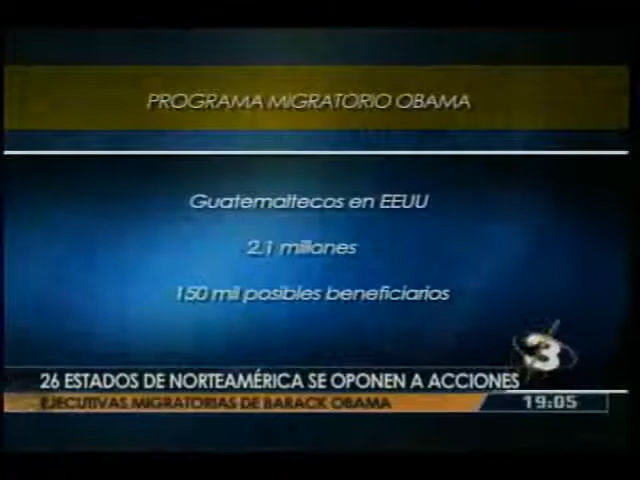 PROGRAMA MIGRATORIO OBAMA
Guatemaltecos en EEUU
2.1 millones
150 mil posibles beneficiarios
3
26 ESTADOS DE NORTEAMÉRICA SE OPONEN A ACCIONES
EJECUTIVAS MIGRATORIAS DE BARACK OBAMA
19:05